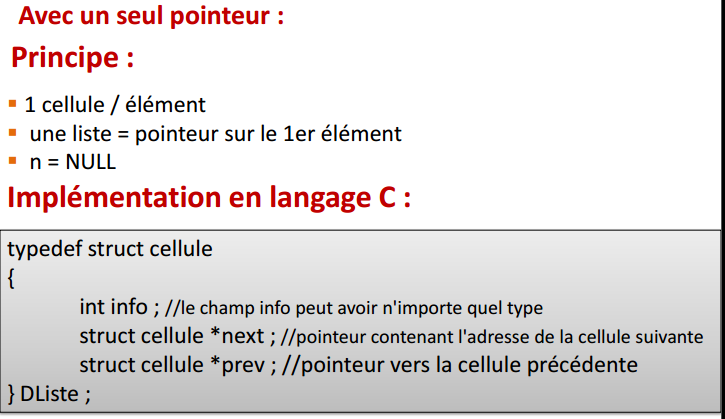 Avec un seul pointeur :
Principe :
▪ 1 cellule / élément
▪ une liste = pointeur sur le 1er élément
▪ n = NULL
Implémentation en langage C :
typedef struct cellule
{
int info ; //le champ info peut avoir n'importe quel type
struct cellule *next ; //pointeur contenant l'adresse de la cellule suivante
struct cellule *prev ; //pointeur vers la cellule précédente
} DListe ;